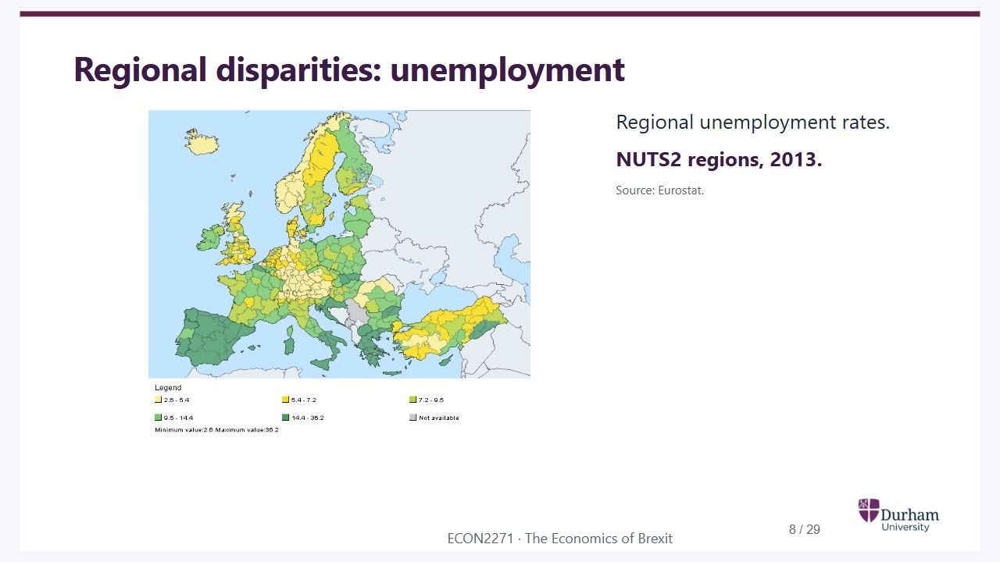 Regional disparities: unemployment
Regional unemployment rates.
NUTS2 regions, 2013.
Source: Eurostat.
Legend
2.6 - 5.4
5.4 - 7.2
7.2 - 9.5
9.5 - 14.4
14.4 - 36.2
Not available
Minimum value:2.6 Maximum value:36.2
ECON2271 · The Economics of Brexit
8 / 29
Durham
University